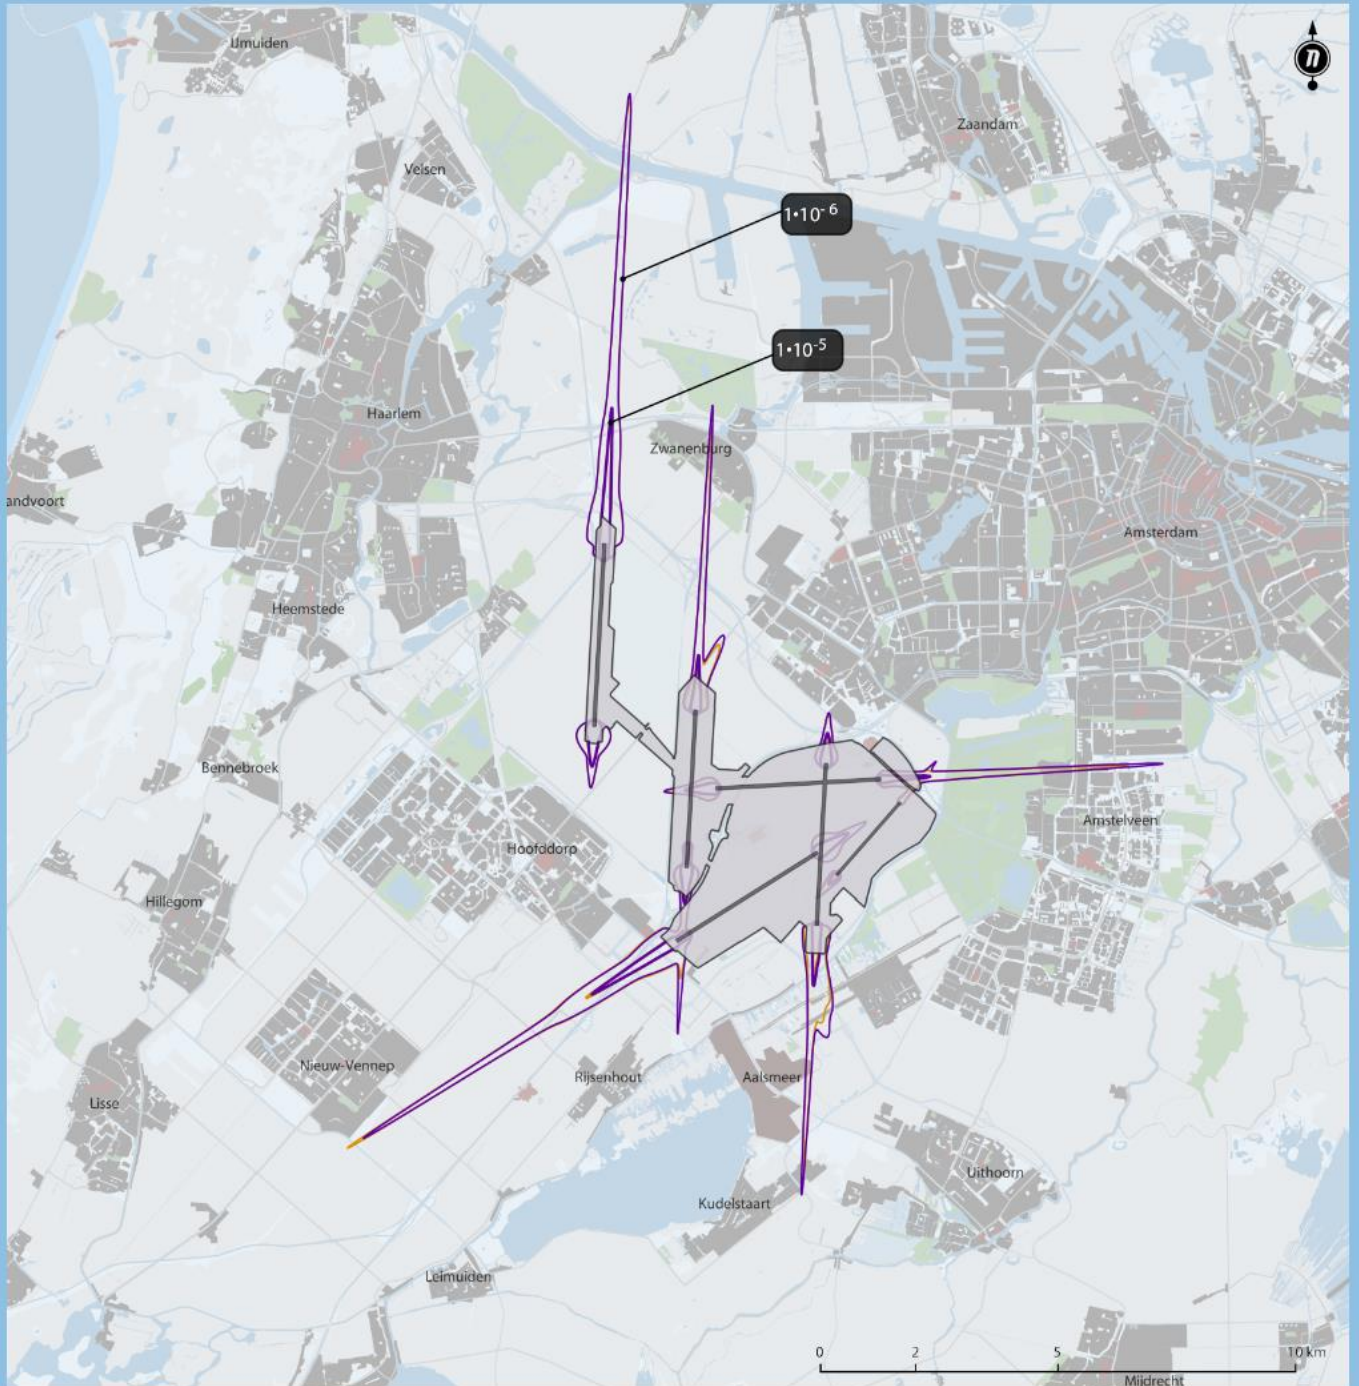 IJmuiden
n
Zaandam
Velsen
1•10⁻⁶
1•10⁻⁵
Haarlem
Zwanenburg
andvoort
Amsterdam
Heemstede
Bennebroek
Amstelveen
Hoofddorp
Hillegom
Nieuw-Vennep
Rijsenhout
Aalsmeer
Lisse
Uithoorn
Kudelstaart
Leimuiden
0 2 5 10 km
Mijdrecht